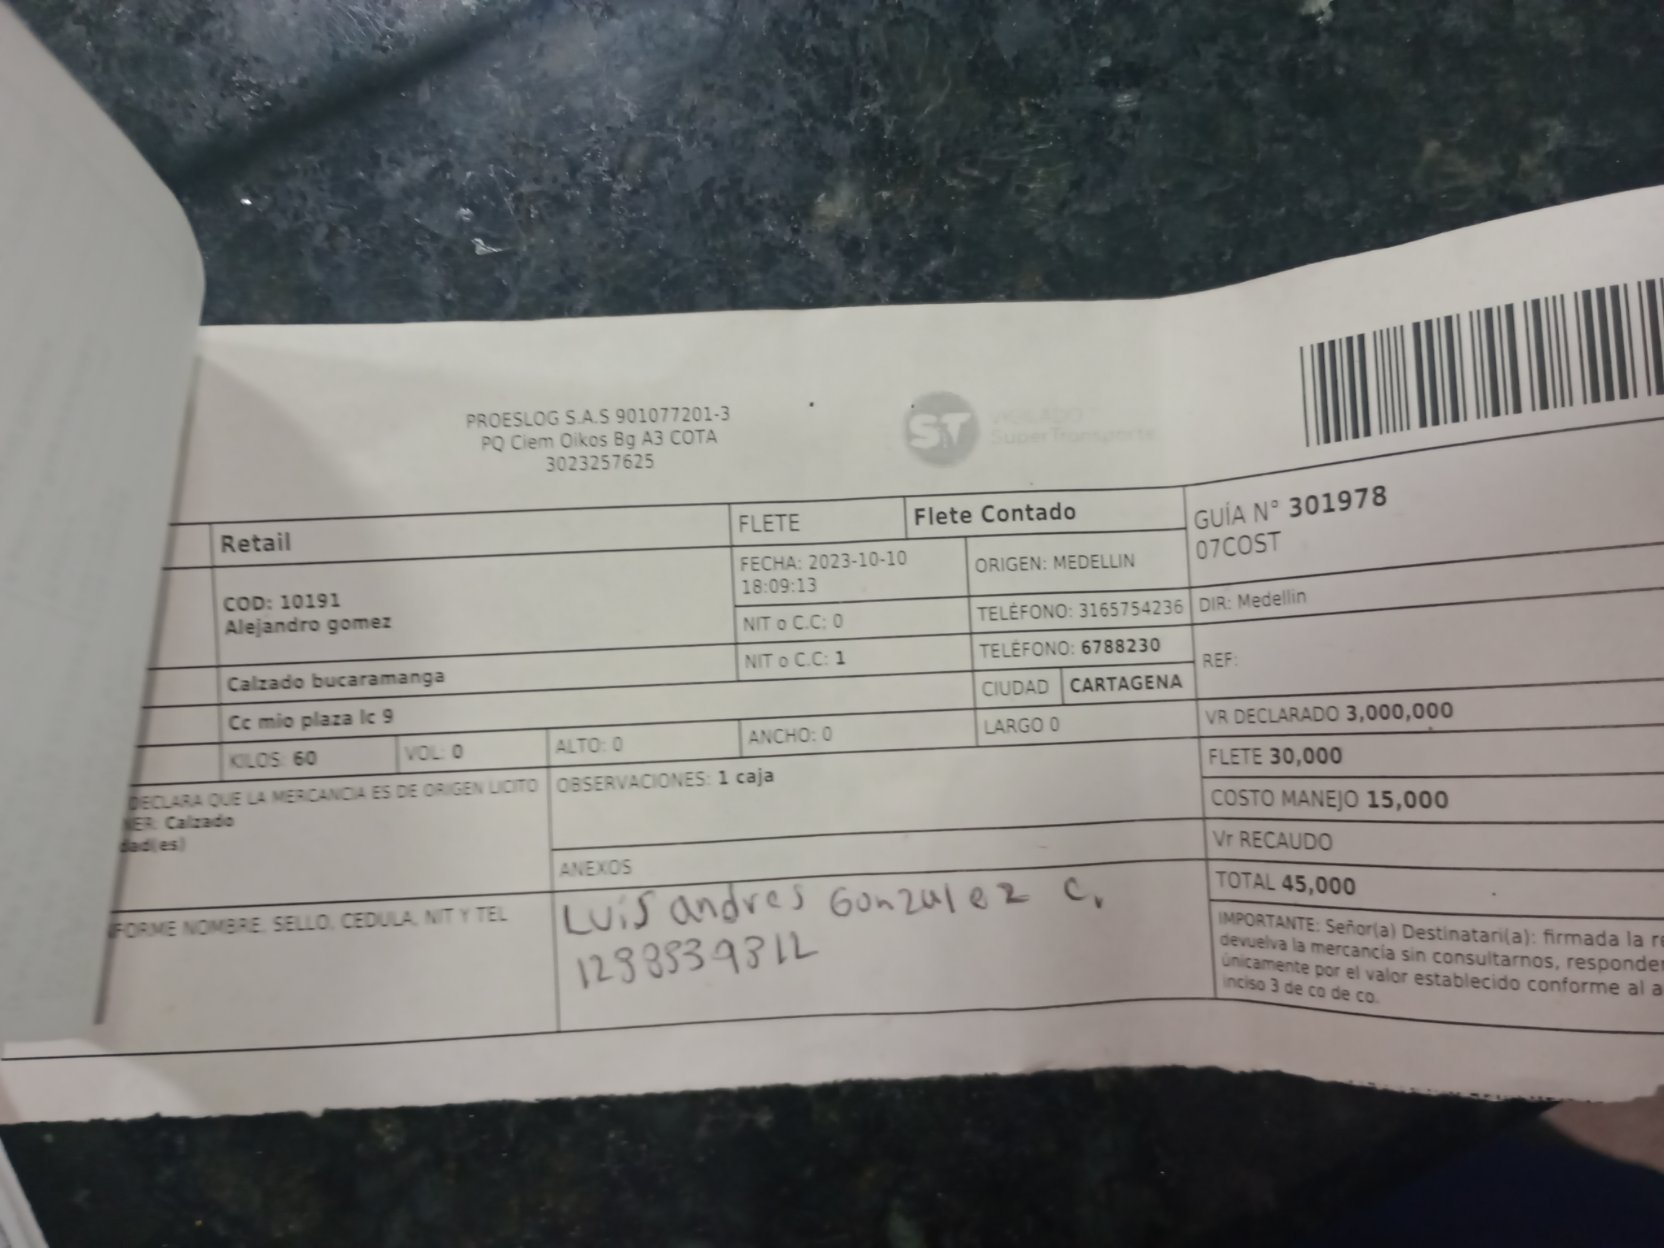 PROESLOG S.A.S 901077201-3
PQ Ciem Oikos Bg A3 COTA
3023257625
ST
VIGILADO
SuperTransporte
Retail
FLETE
Flete Contado
GUÍA N° 301978
07COST
COD: 10191
Alejandro gomez
FECHA: 2023-10-10
18:09:13
ORIGEN: MEDELLIN
NIT o C.C: 0
TELÉFONO: 3165754236
DIR: Medellin
Calzado bucaramanga
NIT o C.C: 1
TELÉFONO: 6788230
REF:
Cc mio plaza lc 9
CIUDAD
CARTAGENA
KILOS: 60
VOL: 0
ALTO: 0
ANCHO: 0
LARGO 0
VR DECLARADO 3,000,000
FLETE 30,000
COSTO MANEJO 15,000
Vr RECAUDO
TOTAL 45,000
DECLARA QUE LA MERCANCIA ES DE ORIGEN LICITO
NER: Calzado
dad(es)
OBSERVACIONES: 1 caja
ANEXOS
FORME NOMBRE, SELLO, CEDULA, NIT Y TEL
Luis andres Gonzalez C.
IMPORTANTE: Señor(a) Destinatari(a): firmada la re
devuelva la mercancía sin consultarnos, responder
únicamente por el valor establecido conforme al a
inciso 3 de co de co.